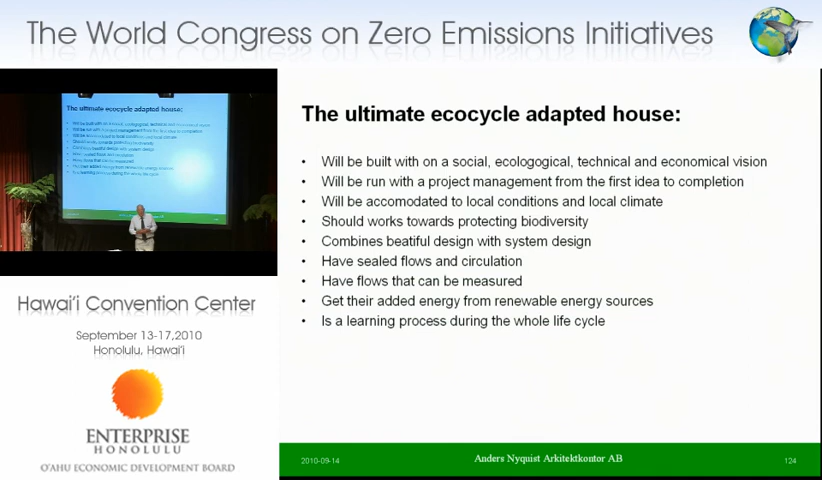 The World Congress on Zero Emissions Initiatives
The ultimate ecocycle adapted house:
The ultimate ecocycle adapted house:
• Will be built with on a social, ecologogical, technical and economical vision
• Will be run with a project management from the first idea to completion
• Will be accomodated to local conditions and local climate
• Should works towards protecting biodiversity
• Combines beatiful design with system design
• Have sealed flows and circulation
• Have flows that can be measured
• Get their added energy from renewable energy sources
• Is a learning process during the whole life cycle
Hawai'i Convention Center
September 13-17,2010
Honolulu, Hawai'i
ENTERPRISE
HONOLULU
O'AHU ECONOMIC DEVELOPMENT BOARD
2010-09-14
Anders Nyquist Arkitektkontor AB
124